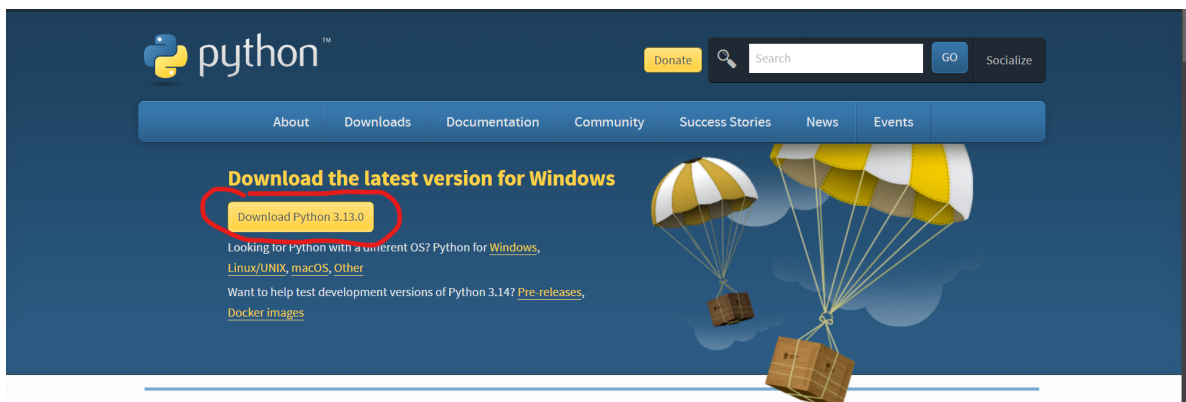 python™
Donate
Search
GO
Socialize
About Downloads Documentation Community Success Stories News Events
Download the latest version for Windows
Download Python 3.13.0
Looking for Python with a different OS? Python for Windows,
Linux/UNIX, macOS, Other
Want to help test development versions of Python 3.14? Pre-releases,
Docker images